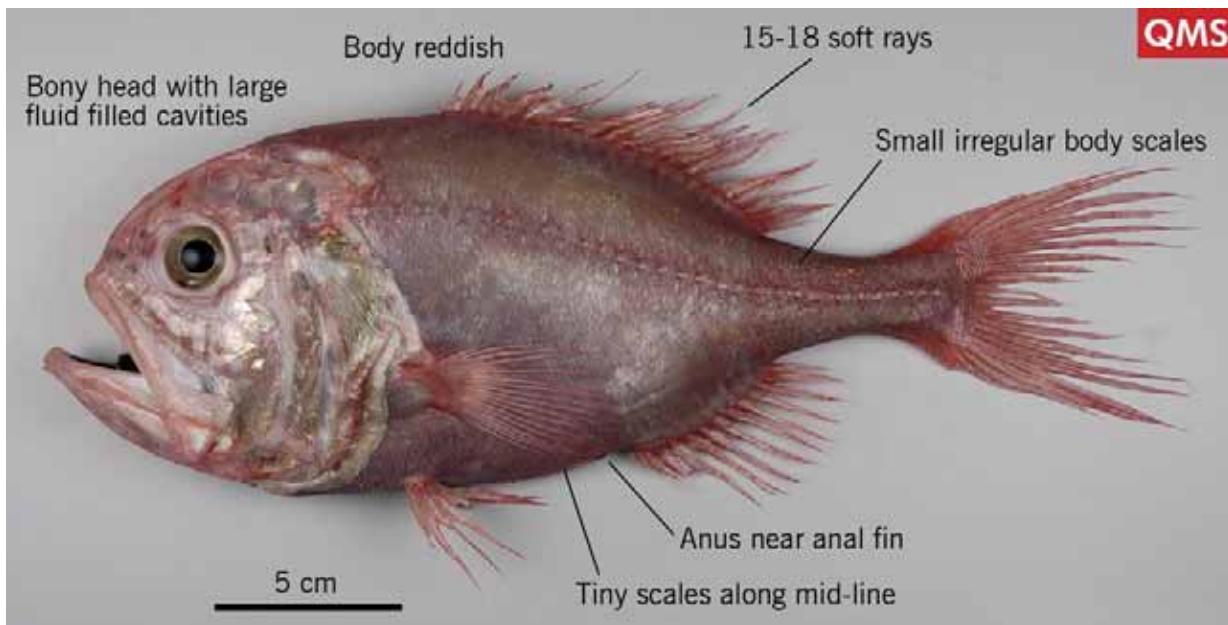 QMS
15-18 soft rays
Body reddish
Bony head with large
fluid filled cavities
Small irregular body scales
Anus near anal fin
5 cm
Tiny scales along mid-line